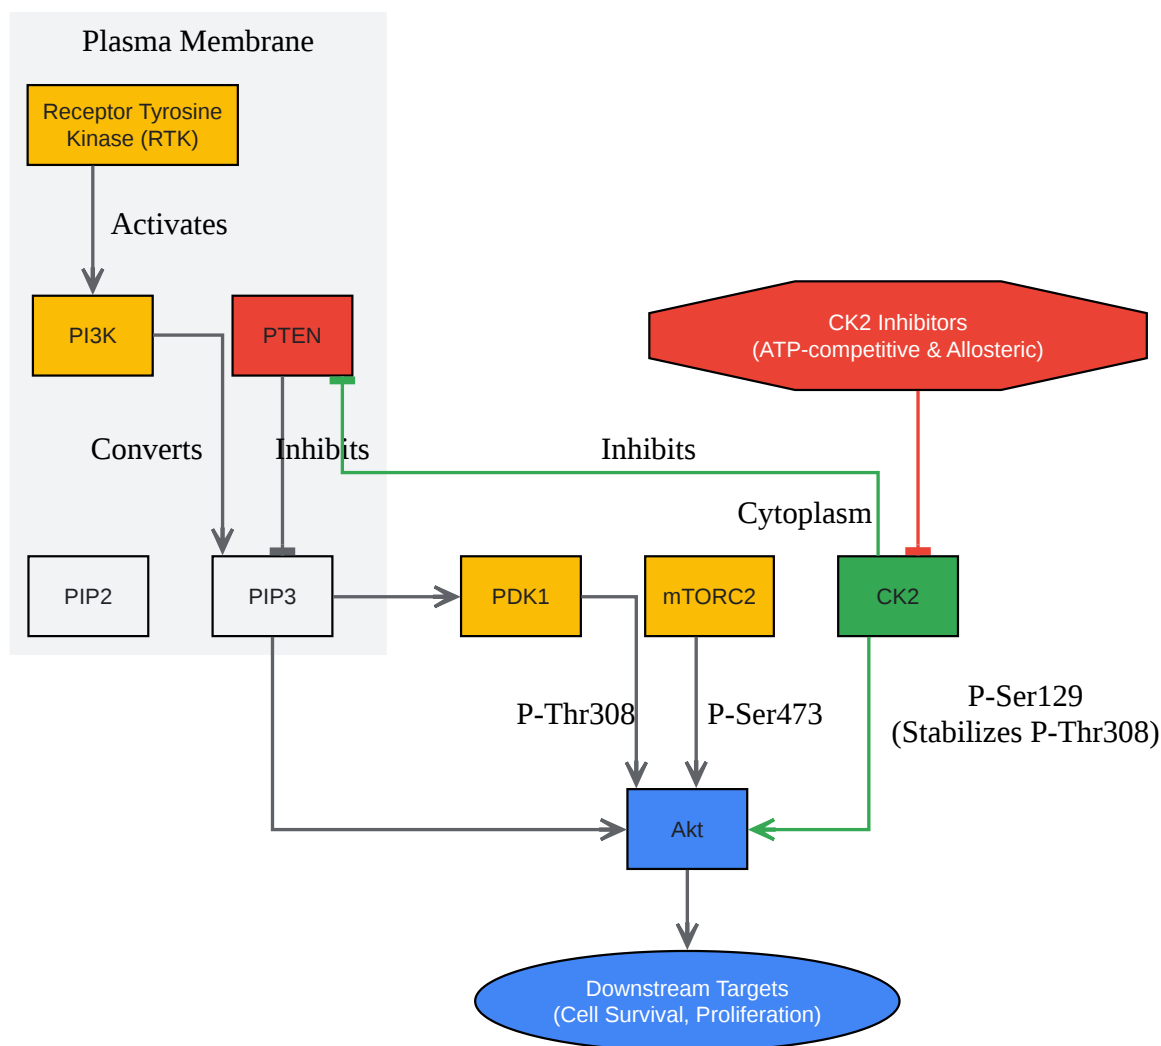 Plasma Membrane
Receptor Tyrosine
Kinase (RTK)
Activates
PI3K
PTEN
CK2 Inhibitors
(ATP-competitive & Allosteric)
Converts
Inhibits
Inhibits
Cytoplasm
PIP2
PIP3
PDK1
mTORC2
CK2
P-Thr308
P-Ser473
P-Ser129
(Stabilizes P-Thr308)
Akt
Downstream Targets
(Cell Survival, Proliferation)